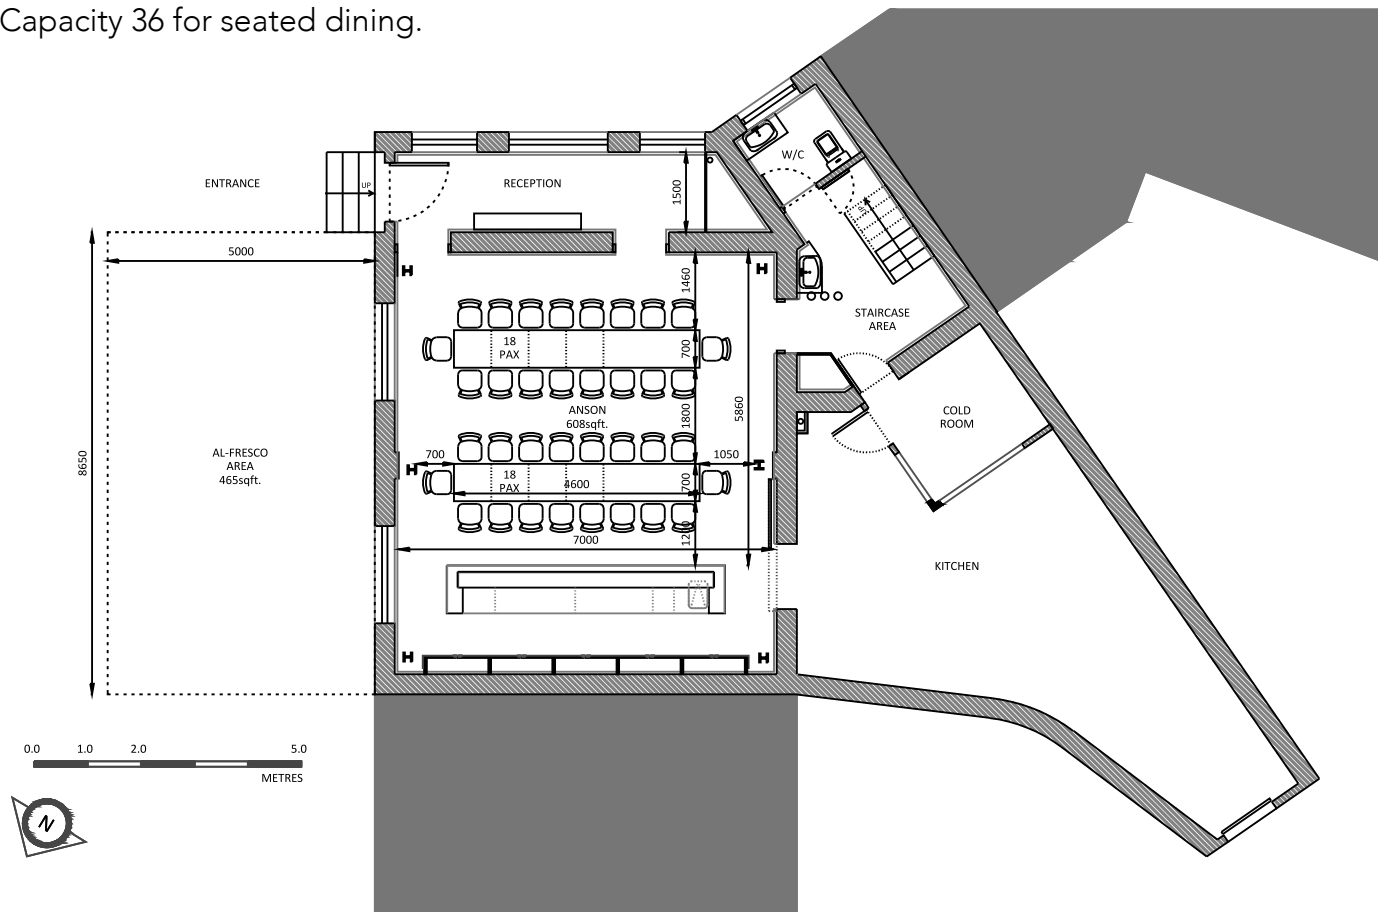 Capacity 36 for seated dining.
W/C
ENTRANCE
UP
RECEPTION
1500
5000
1460
STAIRCASE
AREA
18
PAX
700
5860
ANSON
608sqft.
1800
COLD
ROOM
8650
AL-FRESCO
AREA
465sqft.
700
1050
18
PAX
4600
700
7000
KITCHEN
0.0 1.0 2.0 5.0
METRES
N